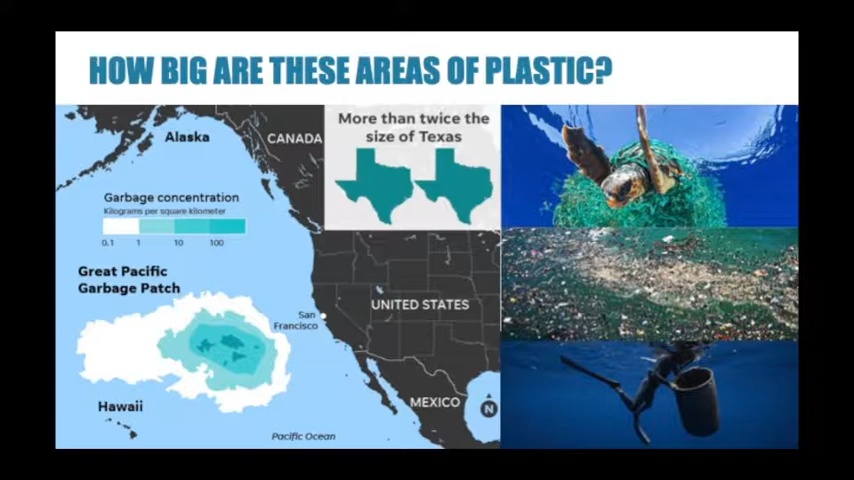 HOW BIG ARE THESE AREAS OF PLASTIC?
Alaska
CANADA
More than twice the
size of Texas
Garbage concentration
Kilograms per square kilometer
0.1 1 10 100
Great Pacific
Garbage Patch
San
Francisco
UNITED STATES
Hawaii
MEXICO
N
Pacific Ocean